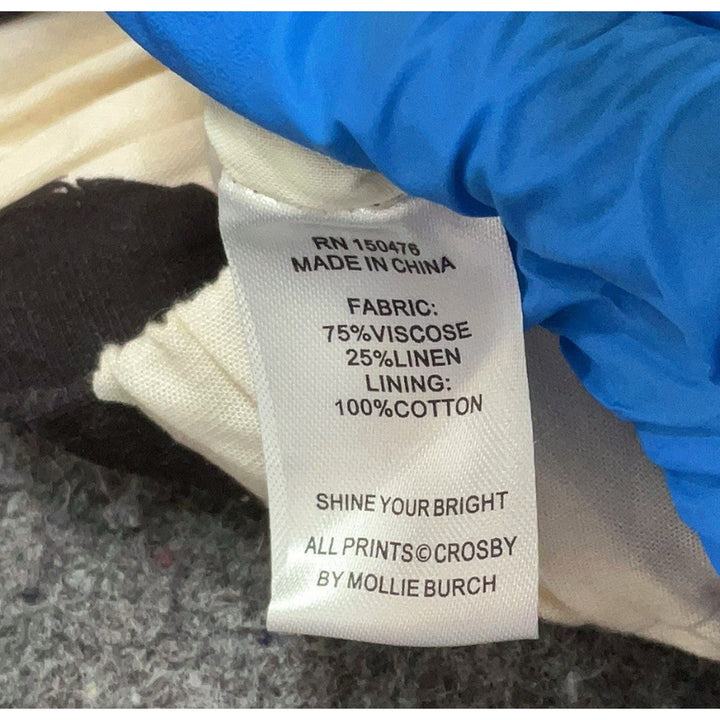 RN 150476
MADE IN CHINA
FABRIC:
75%VISCOSE
25%LINEN
LINING:
100%COTTON
SHINE YOUR BRIGHT
ALL PRINTS©CROSBY
BY MOLLIE BURCH